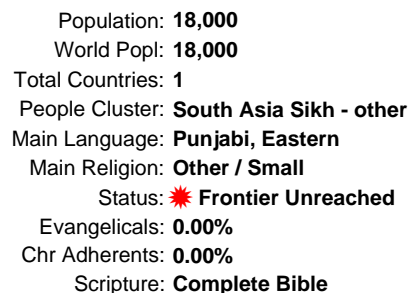 Population: 18,000
World Popl: 18,000
Total Countries: 1
People Cluster: South Asia Sikh - other
Main Language: Punjabi, Eastern
Main Religion: Other / Small
Status: Frontier Unreached
Evangelicals: 0.00%
Chr Adherents: 0.00%
Scripture: Complete Bible